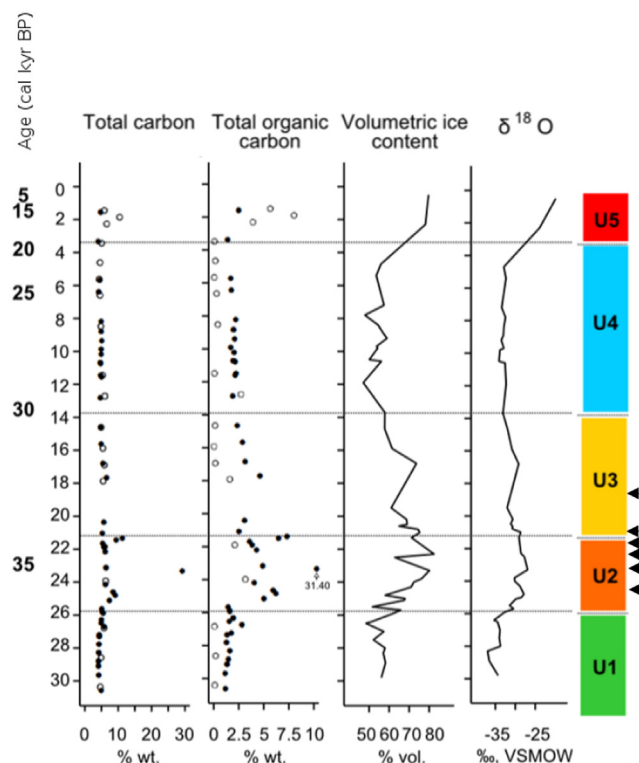 Age (cal kyr BP)
Total carbon
Total organic
carbon
Volumetric ice
content
δ 18 O
5
15
20
25
30
35
0
2
4
6
8
10
12
14
16
18
20
22
24
26
28
30
31.40
U5
U4
U3
U2
U1
0 10 20 30
0 2.5 5 7.5 10
50 60 70 80
-35 -25
% wt.
% wt.
% vol.
‰, VSMOW